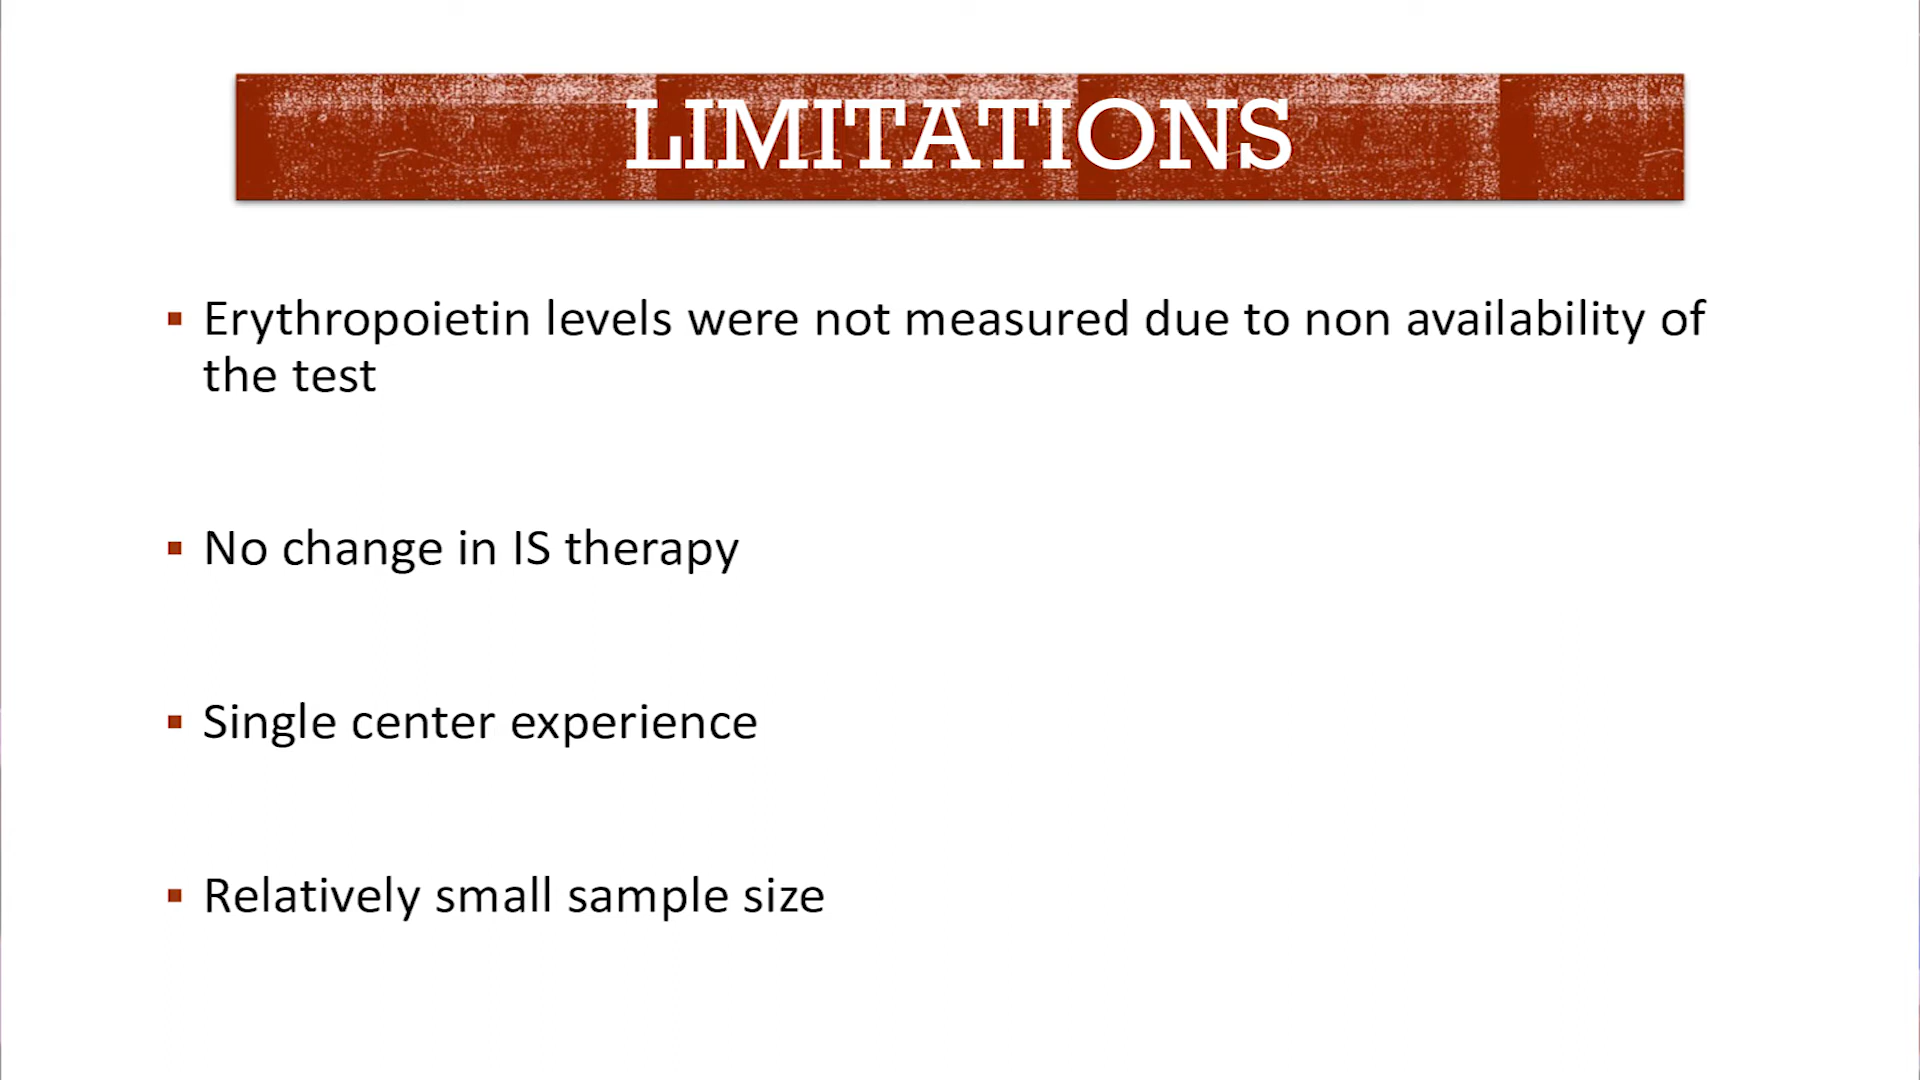 LIMITATIONS
▪ Erythropoietin levels were not measured due to non availability of
the test
▪ No change in IS therapy
▪ Single center experience
▪ Relatively small sample size